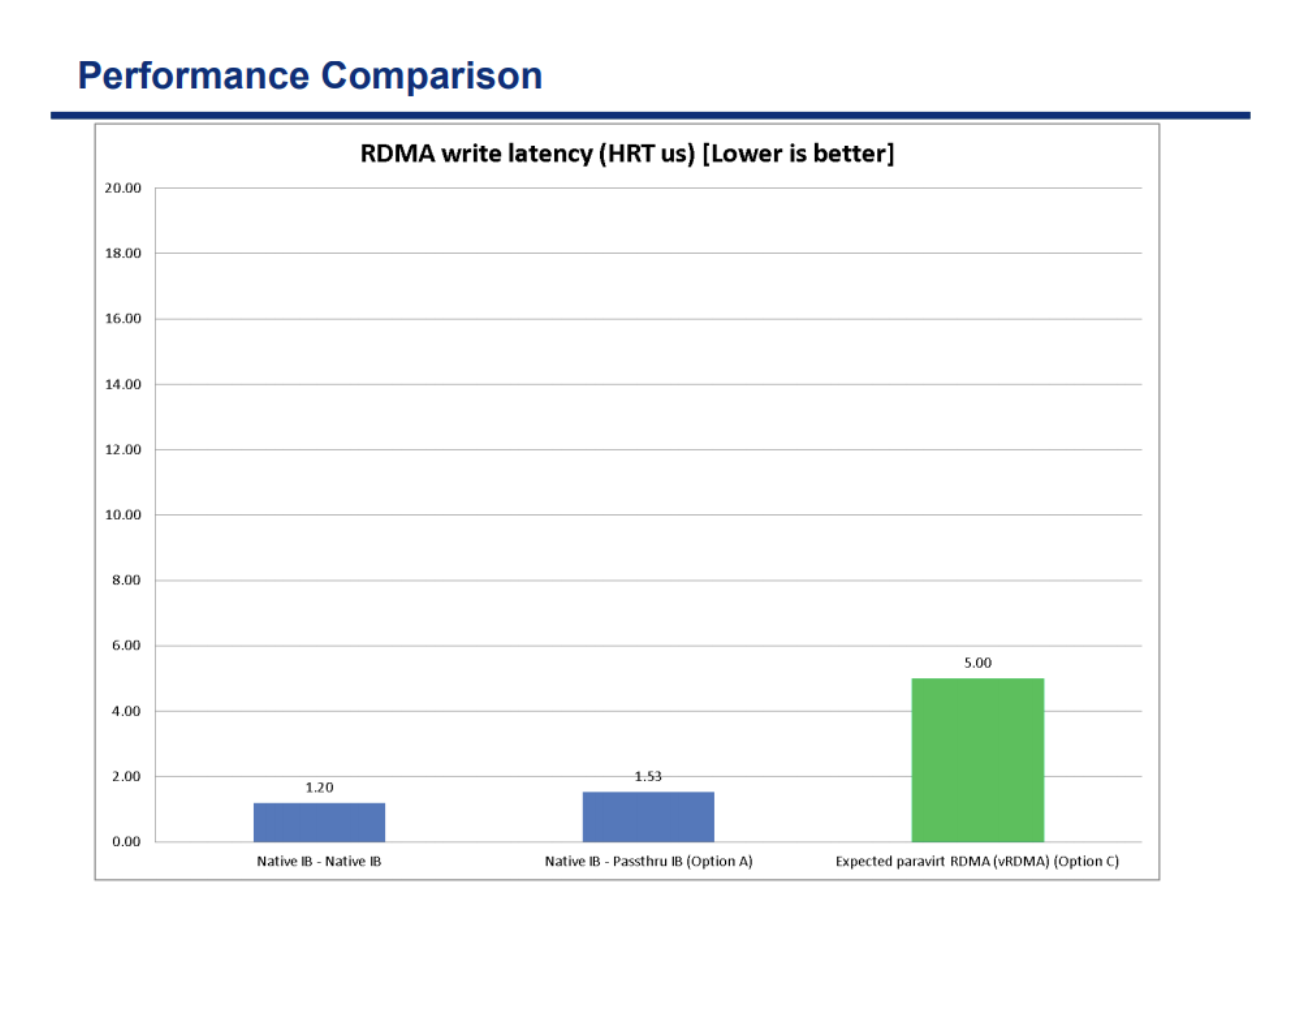 Performance Comparison
RDMA write latency (HRT us) [Lower is better]
20.00
18.00
16.00
14.00
12.00
10.00
8.00
6.00
4.00
2.00
0.00
1.20
1.53
5.00
Native IB - Native IB
Native IB - Passthru IB (Option A)
Expected paravirt RDMA (vRDMA) (Option C)